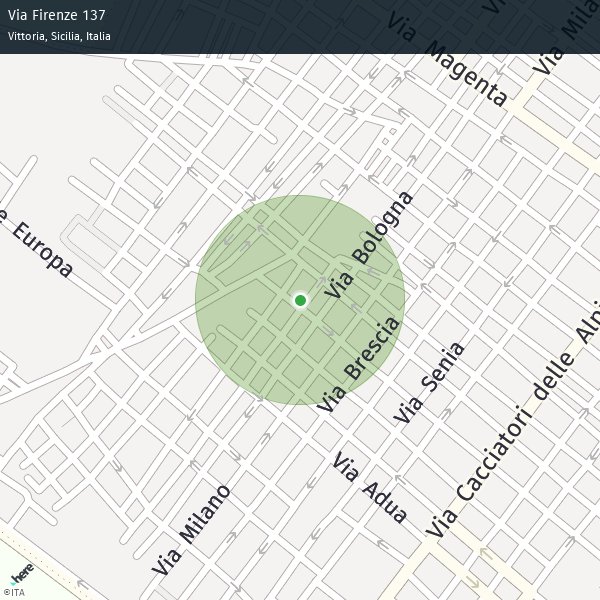 Via Firenze 137
Vittoria, Sicilia, Italia
Via Magenta
Via Mila
e Europa
Via Bologna
Via Brescia
Via Senia
Via Cacciatori delle Alpi
Via Adua
Via Milano
here
©ITA